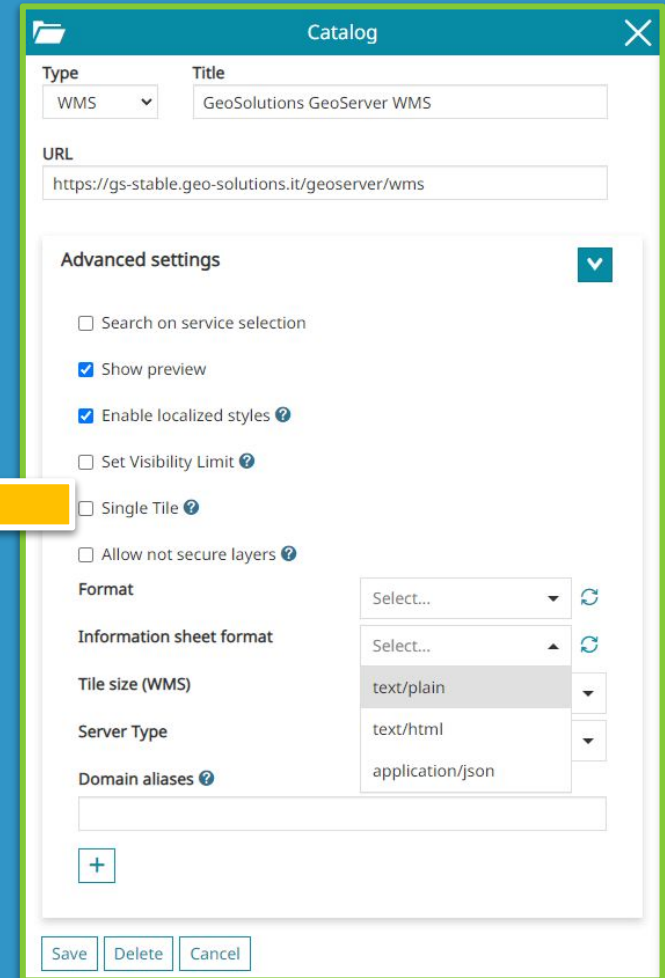 Catalog
Type Title
WMS GeoSolutions GeoServer WMS
URL
https://gs-stable.geo-solutions.it/geoserver/wms
Advanced settings
Search on service selection
Show preview
Enable localized styles ?
Set Visibility Limit ?
Single Tile ?
Allow not secure layers ?
Format Select...
Information sheet format Select...
Tile size (WMS) text/plain
Server Type text/html
Domain aliases ? application/json
+
Save Delete Cancel